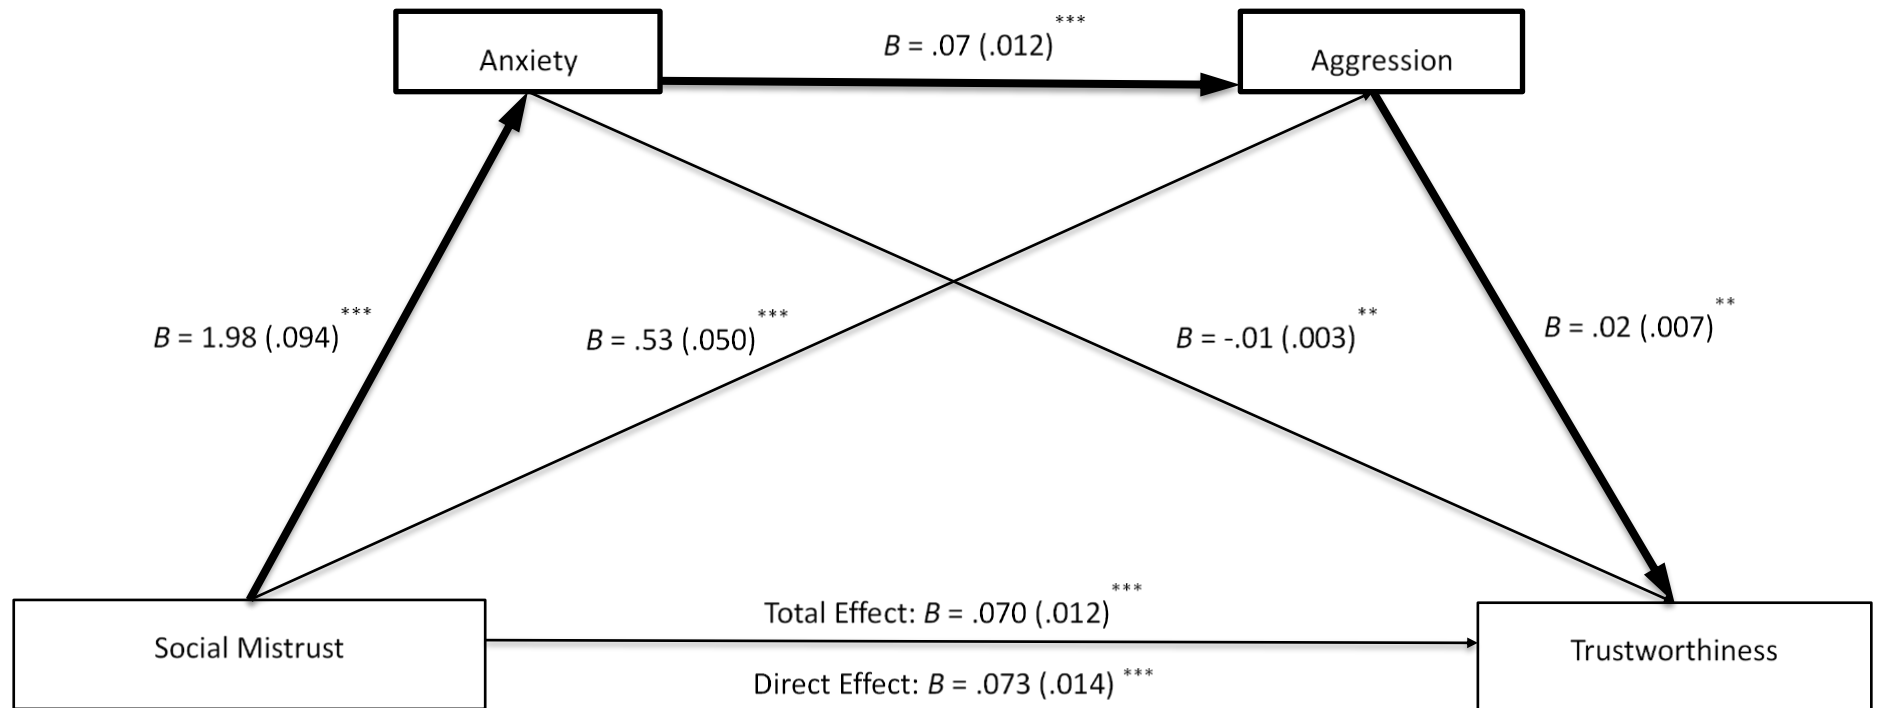 Anxiety
B = .07 (.012)***
Aggression
B = 1.98 (.094)***
B = .53 (.050)***
B = -.01 (.003)**
B = .02 (.007)**
Social Mistrust
Total Effect: B = .070 (.012)***
Direct Effect: B = .073 (.014) ***
Trustworthiness